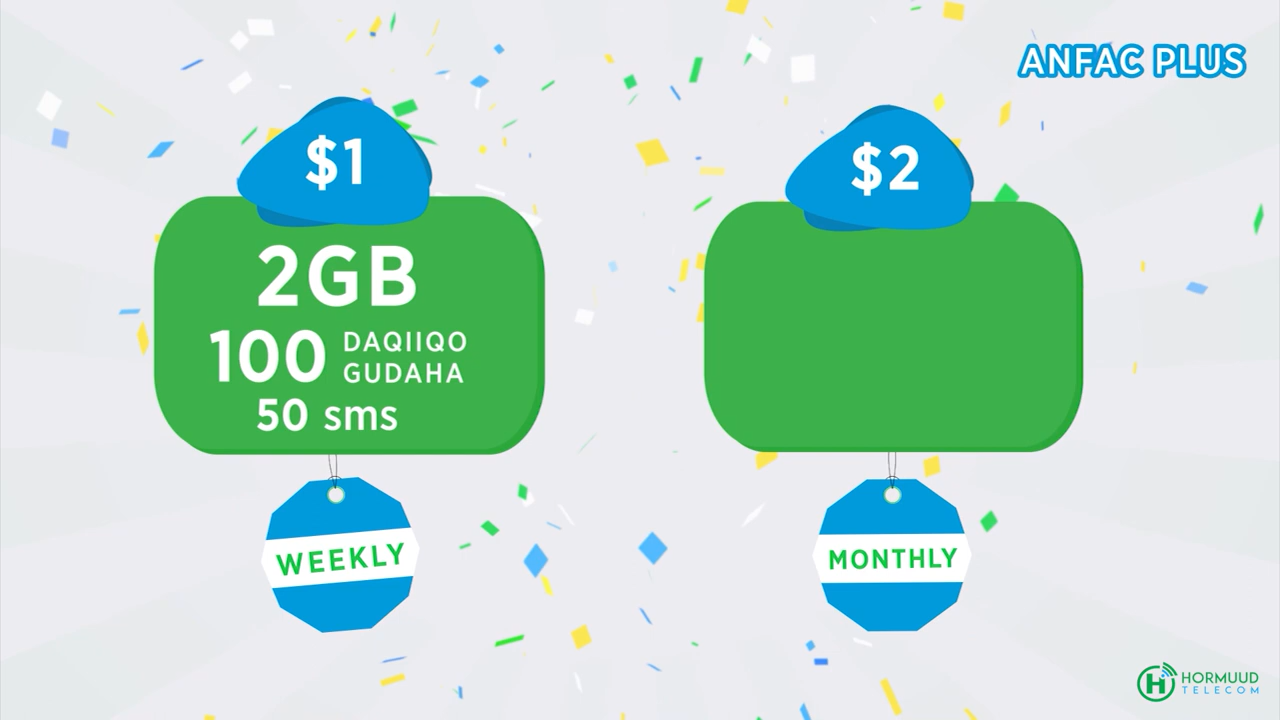 ANFAC PLUS
$1
2GB
100 DAQIIQO
GUDAHA
50 sms
WEEKLY
$2
MONTHLY
HORMUUD
TELECOM